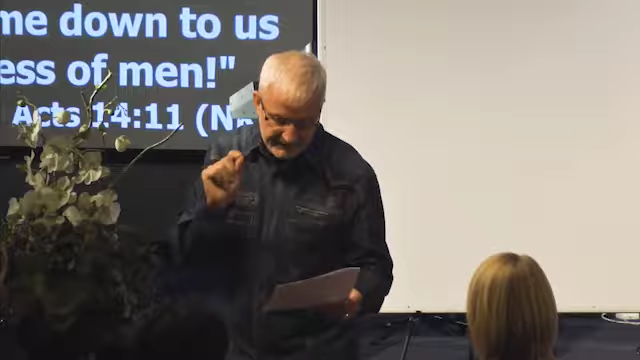 me down to us
ess of men!"
Acts 14:11 (N